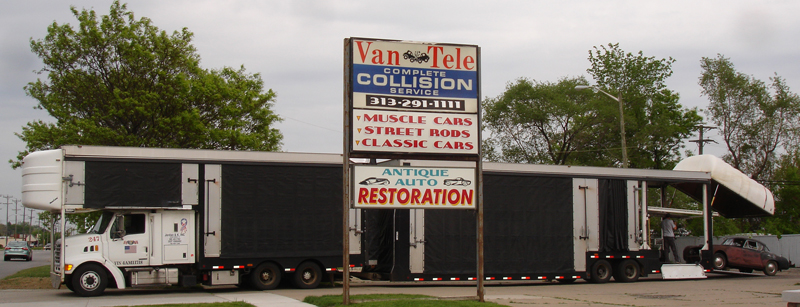 Van Tele
COMPLETE
COLLISION
SERVICE
313-291-1111
MUSCLE CARS
STREET RODS
CLASSIC CARS
ANTIQUE
AUTO
RESTORATION